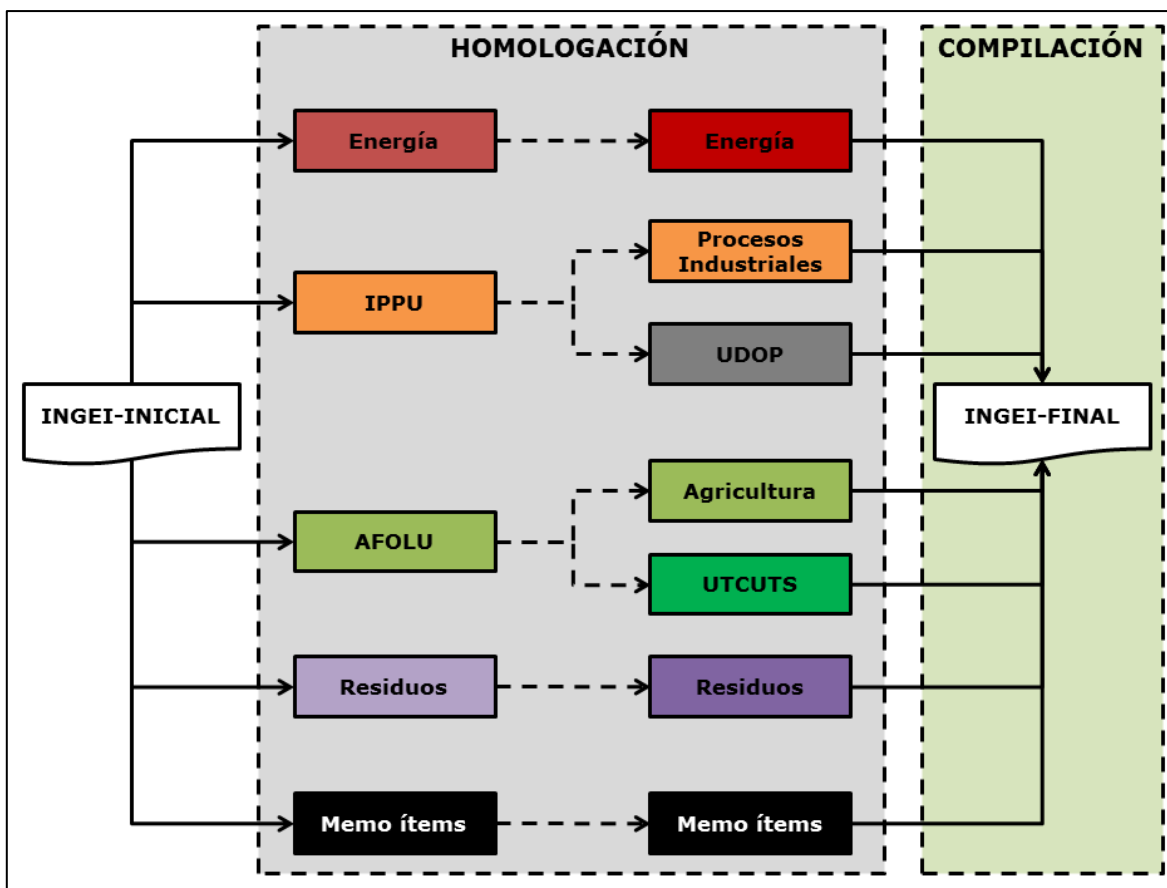 HOMOLOGACIÓN
COMPILACIÓN
Energía
Energía
Procesos
Industriales
IPPU
UDOP
INGEI-INICIAL
INGEI-FINAL
Agricultura
AFOLU
UTCUTS
Residuos
Residuos
Memo ítems
Memo ítems